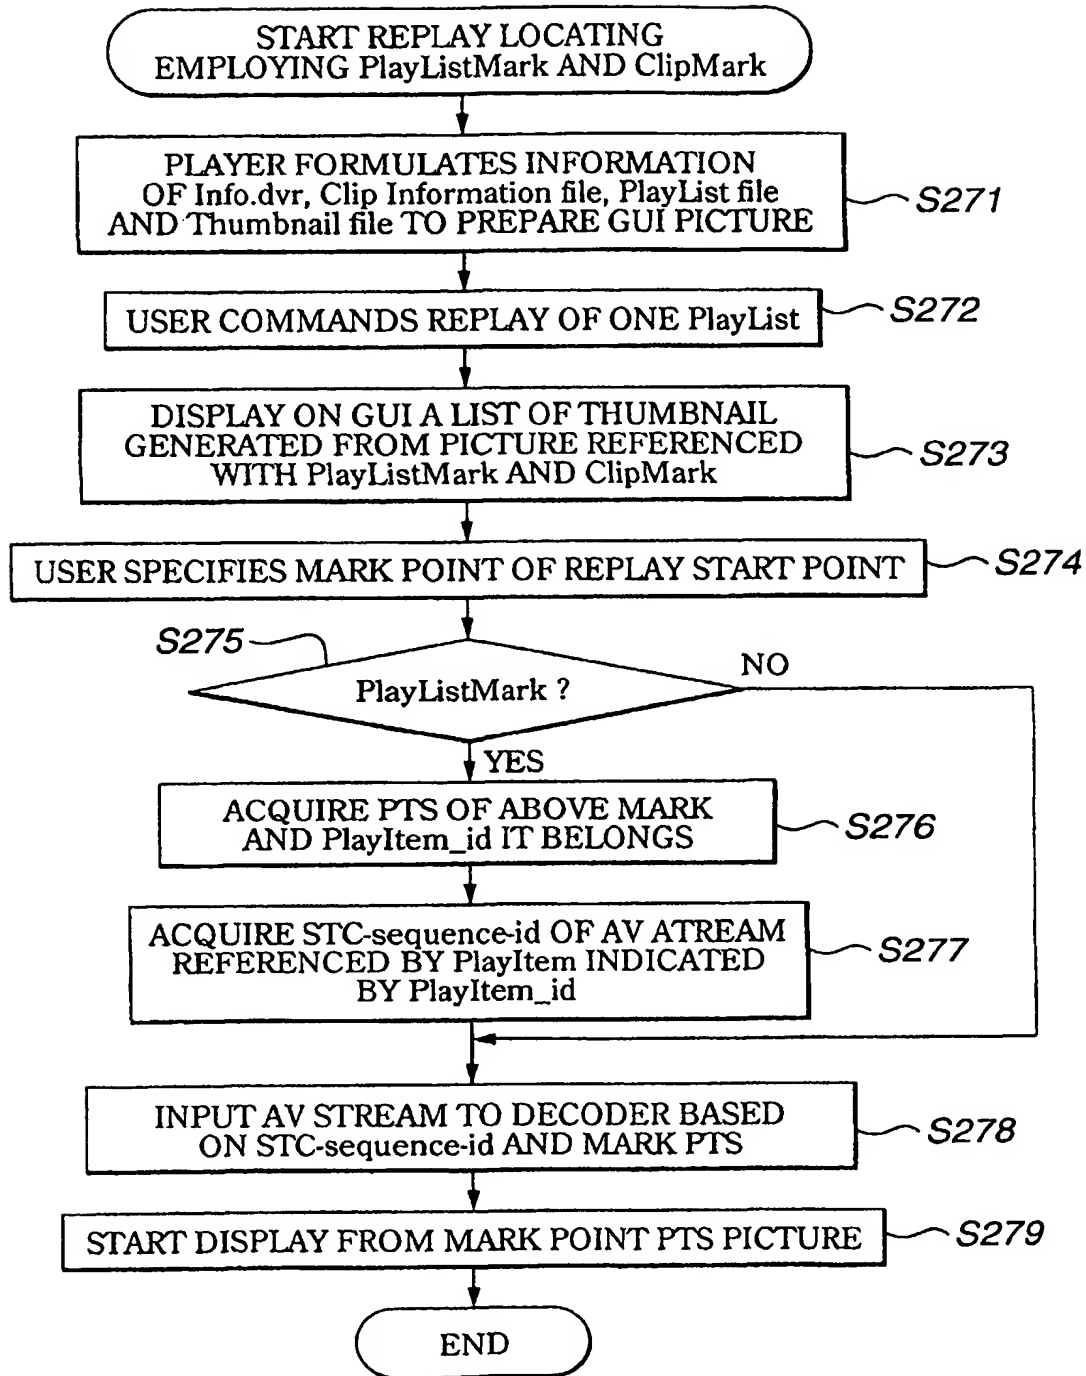 START REPLAY LOCATING
EMPLOYING PlayListMark AND ClipMark
PLAYER FORMULATES INFORMATION
OF Info.dvr, Clip Information file, PlayList file
AND Thumbnail file TO PREPARE GUI PICTURE
S271
USER COMMANDS REPLAY OF ONE PlayList
S272
DISPLAY ON GUI A LIST OF THUMBNAIL
GENERATED FROM PICTURE REFERENCED
WITH PlayListMark AND ClipMark
S273
USER SPECIFIES MARK POINT OF REPLAY START POINT
S274
S275
PlayListMark ?
NO
YES
ACQUIRE PTS OF ABOVE MARK
AND PlayItem_id IT BELONGS
S276
ACQUIRE STC-sequence-id OF AV ATREAM
REFERENCED BY PlayItem INDICATED
BY PlayItem_id
S277
INPUT AV STREAM TO DECODER BASED
ON STC-sequence-id AND MARK PTS
S278
START DISPLAY FROM MARK POINT PTS PICTURE
S279
END